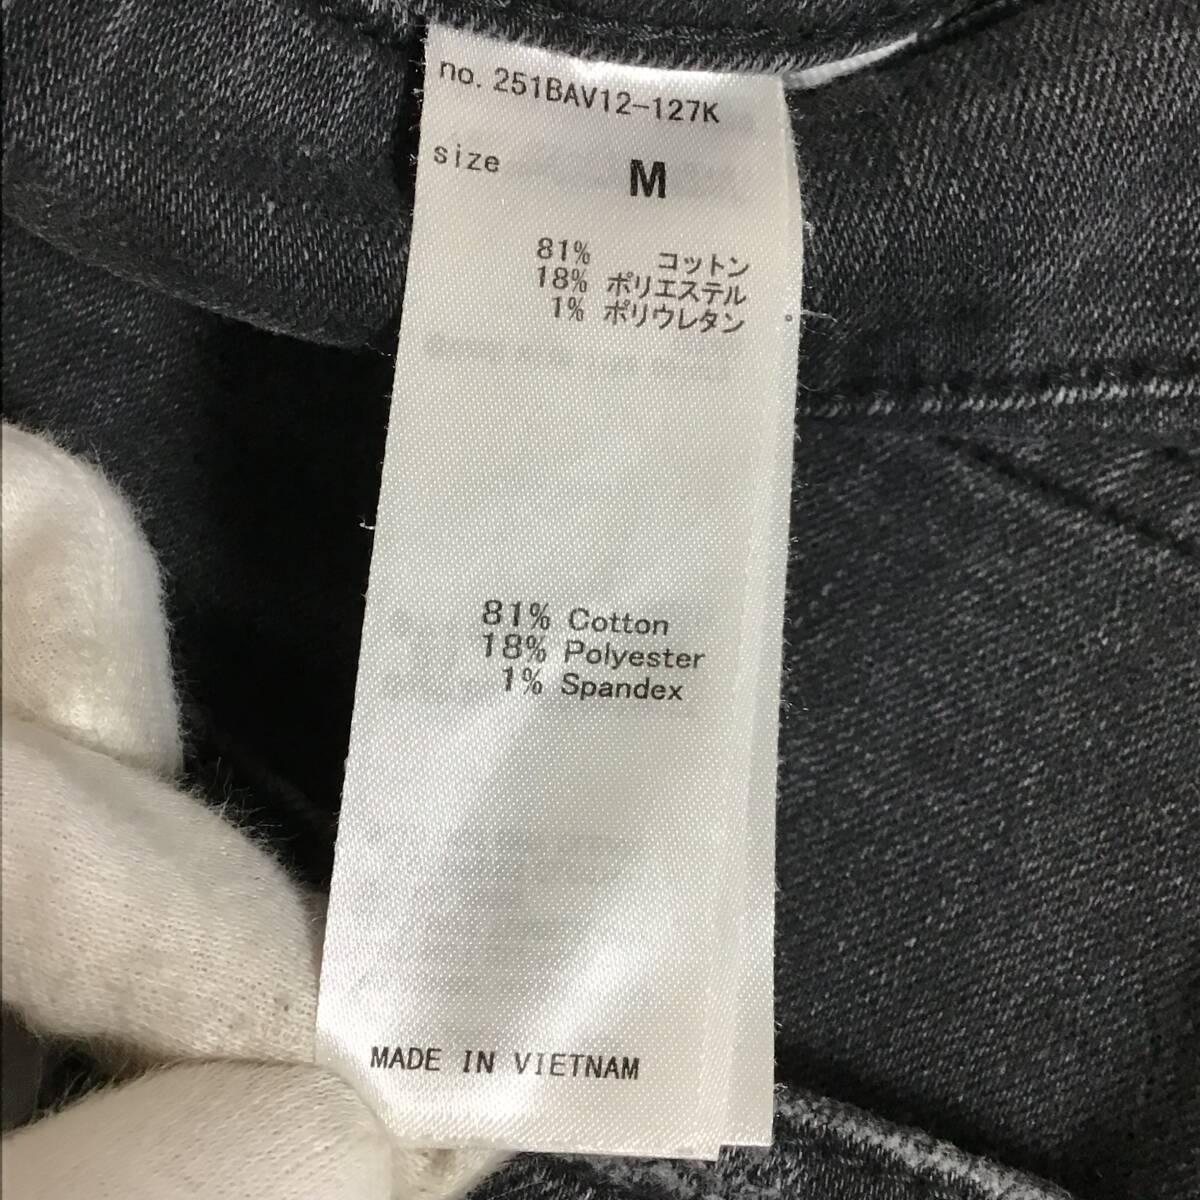 no. 251BAV12-127K
size M
81% コットン
18% ポリエステル
1% ポリウレタン
81% Cotton
18% Polyester
1% Spandex
MADE IN VIETNAM